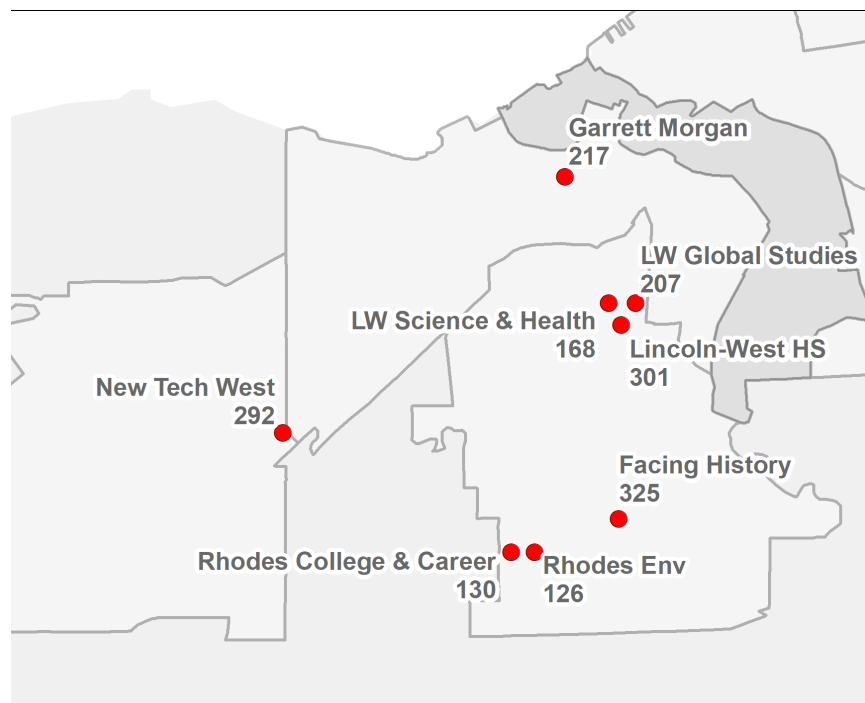 Garrett Morgan
217
LW Global Studies
207
LW Science & Health
168
Lincoln-West HS
301
New Tech West
292
Facing History
325
Rhodes College & Career
130
Rhodes Env
126